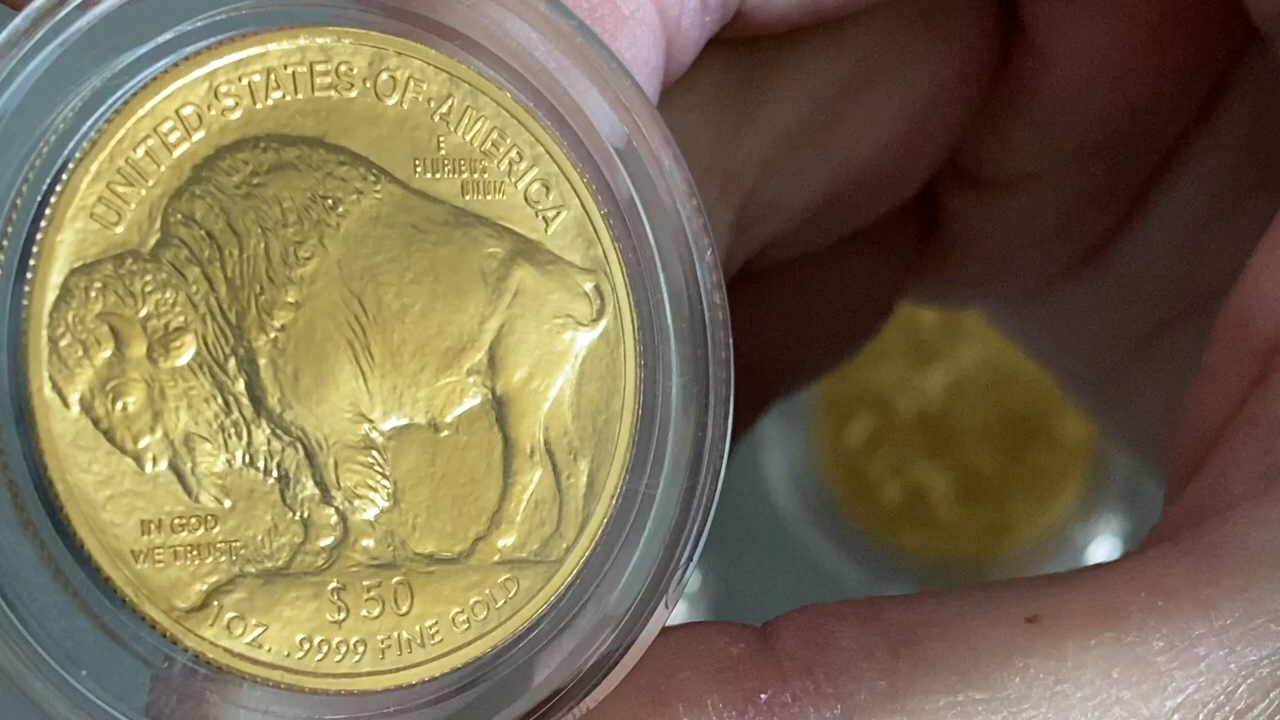 UNITED·STATES·OF·AMERICA
E
PLURIBUS
UNUM
IN GOD
WE TRUST
$50
1 OZ. .9999 FINE GOLD